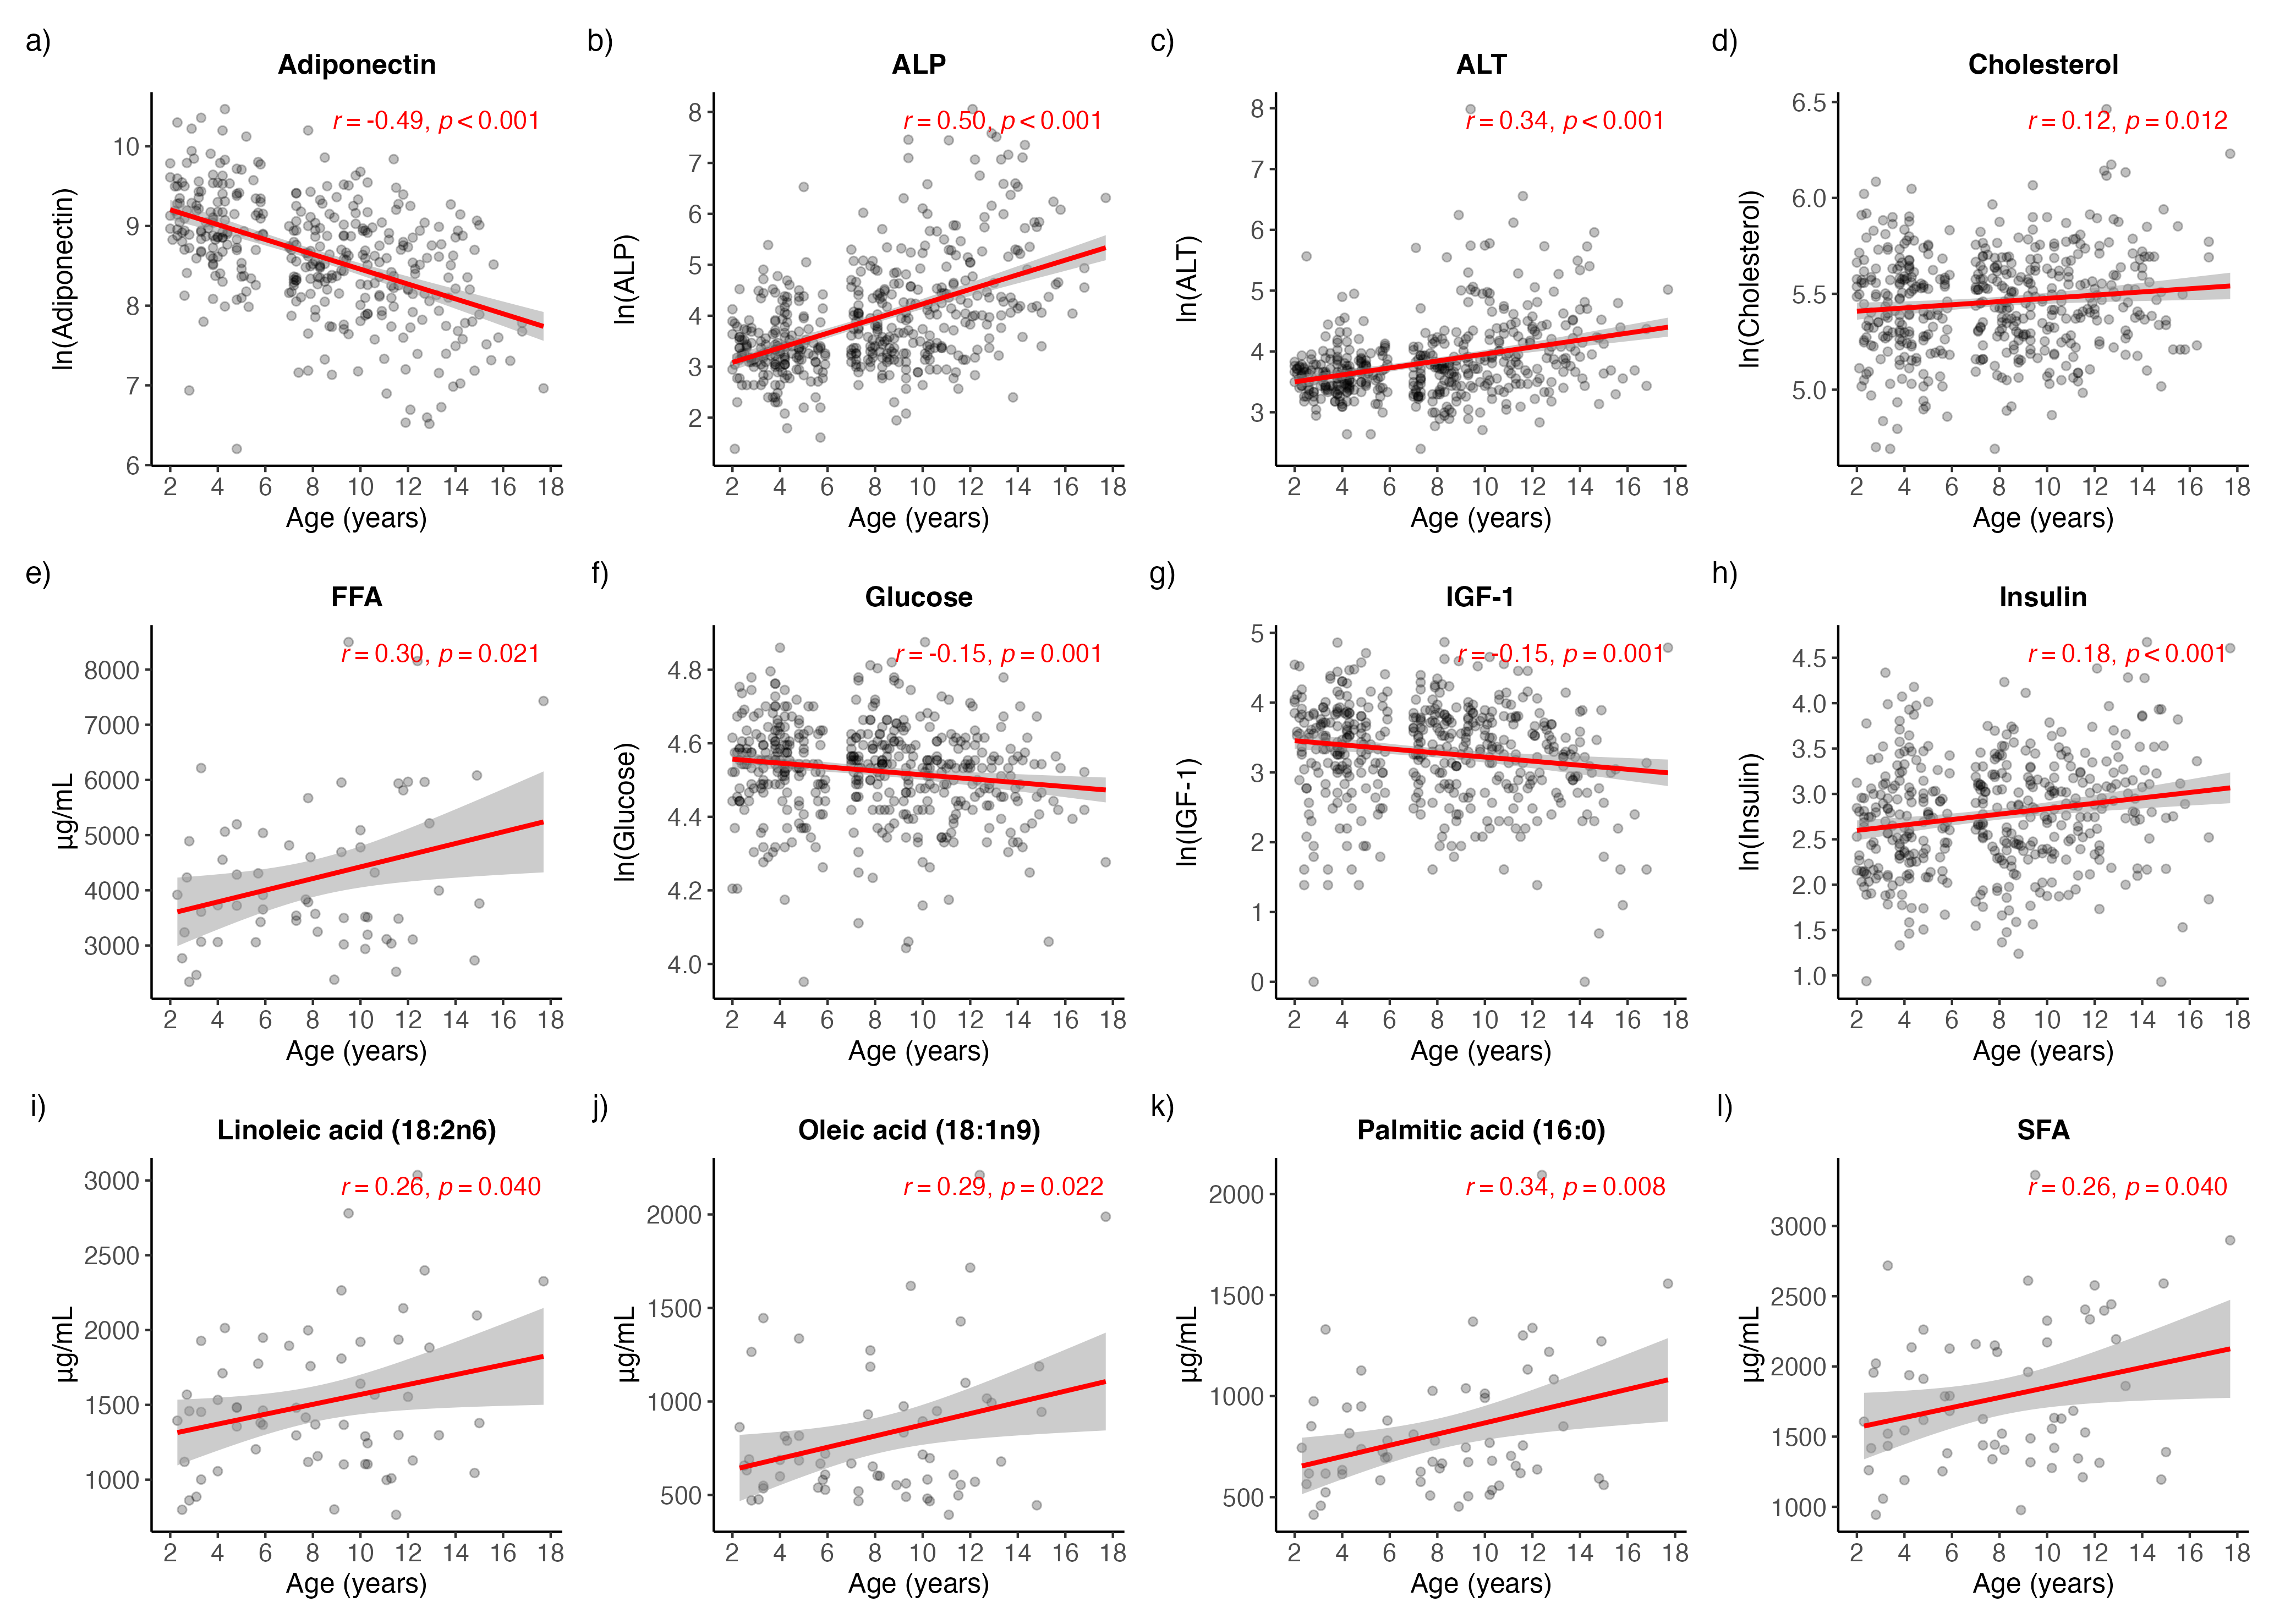 a)
Adiponectin
r = -0.49, p < 0.001
ln(Adiponectin)
10
9
8
7
6
2 4 6 8 10 12 14 16 18
Age (years)
b)
ALP
r = 0.50, p < 0.001
ln(ALP)
8
7
6
5
4
3
2
2 4 6 8 10 12 14 16 18
Age (years)
c)
ALT
r = 0.34, p < 0.001
ln(ALT)
8
7
6
5
4
3
2 4 6 8 10 12 14 16 18
Age (years)
d)
Cholesterol
r = 0.12, p = 0.012
ln(Cholesterol)
6.5
6.0
5.5
5.0
2 4 6 8 10 12 14 16 18
Age (years)
e)
FFA
r = 0.30, p = 0.021
µg/mL
8000
7000
6000
5000
4000
3000
2 4 6 8 10 12 14 16 18
Age (years)
f)
Glucose
r = -0.15, p = 0.001
ln(Glucose)
4.8
4.6
4.4
4.2
4.0
2 4 6 8 10 12 14 16 18
Age (years)
g)
IGF-1
r = -0.15, p = 0.001
ln(IGF-1)
5
4
3
2
1
0
2 4 6 8 10 12 14 16 18
Age (years)
h)
Insulin
r = 0.18, p < 0.001
ln(Insulin)
4.5
4.0
3.5
3.0
2.5
2.0
1.5
1.0
2 4 6 8 10 12 14 16 18
Age (years)
i)
Linoleic acid (18:2n6)
r = 0.26, p = 0.040
µg/mL
3000
2500
2000
1500
1000
2 4 6 8 10 12 14 16 18
Age (years)
j)
Oleic acid (18:1n9)
r = 0.29, p = 0.022
µg/mL
2000
1500
1000
500
2 4 6 8 10 12 14 16 18
Age (years)
k)
Palmitic acid (16:0)
r = 0.34, p = 0.008
µg/mL
2000
1500
1000
500
2 4 6 8 10 12 14 16 18
Age (years)
l)
SFA
r = 0.26, p = 0.040
µg/mL
3000
2500
2000
1500
1000
2 4 6 8 10 12 14 16 18
Age (years)